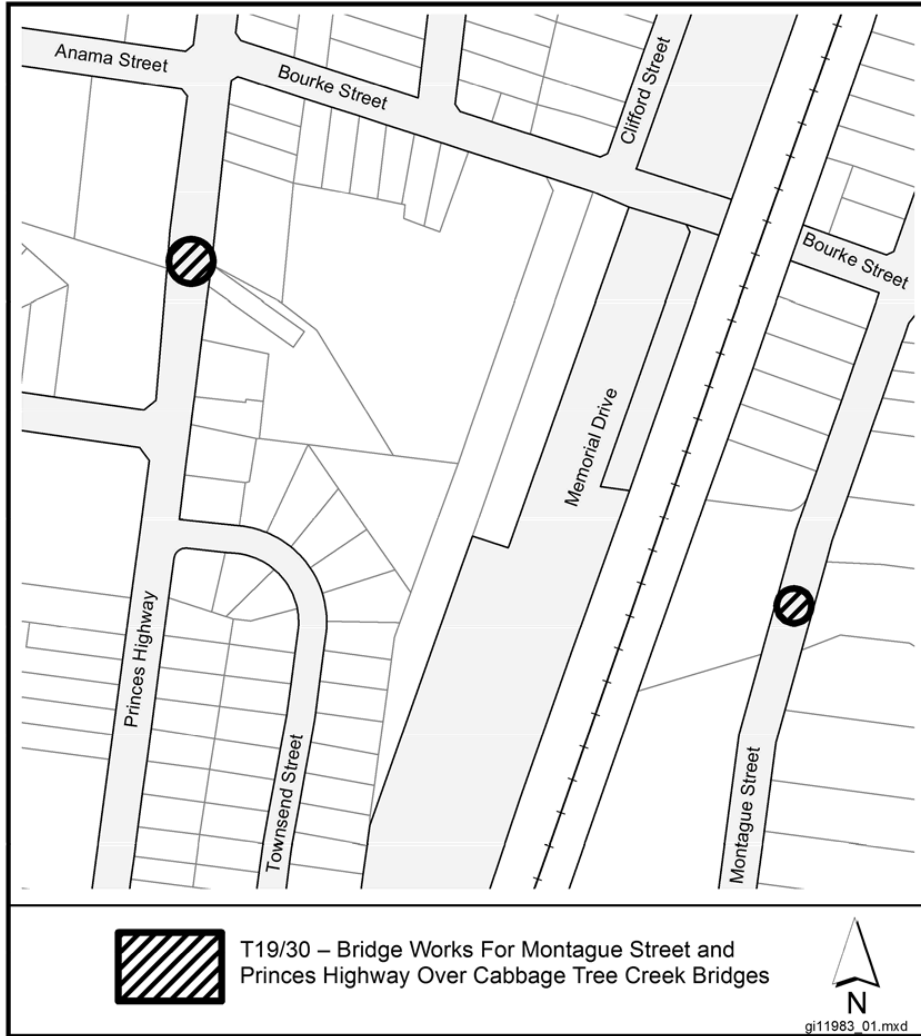 Anama Street
Bourke Street
Clifford Street
Bourke Street
Memorial Drive
Princes Highway
Townsend Street
Montague Street
T19/30 – Bridge Works For Montague Street and
Princes Highway Over Cabbage Tree Creek Bridges
N
gi11983_01.mxd